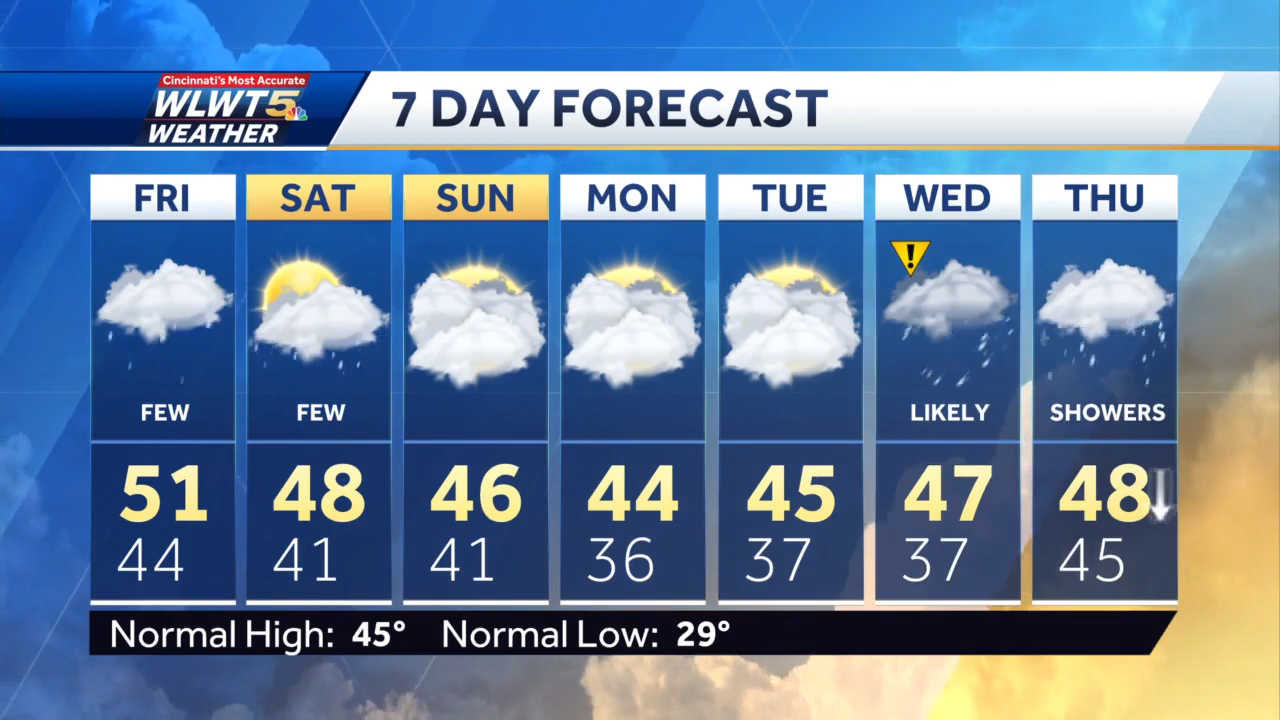 Cincinnati's Most Accurate
WLWT5
WEATHER
7 DAY FORECAST
FRI SAT SUN MON TUE WED THU
!
FEW FEW LIKELY SHOWERS
51 48 46 44 45 47 48
44 41 41 36 37 37 45
Normal High: 45° Normal Low: 29°